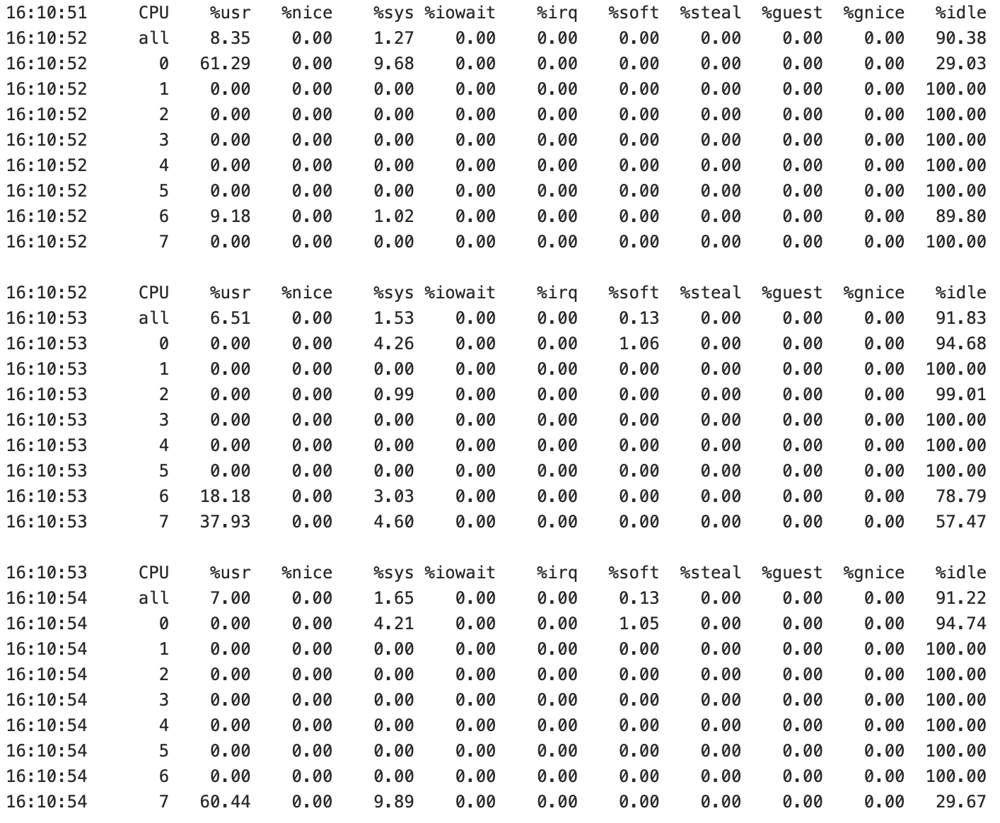 16:10:51     CPU    %usr   %nice    %sys %iowait    %irq   %soft  %steal  %guest  %gnice   %idle
16:10:52     all    8.35    0.00    1.27    0.00    0.00    0.00    0.00    0.00    0.00   90.38
16:10:52       0   61.29    0.00    9.68    0.00    0.00    0.00    0.00    0.00    0.00   29.03
16:10:52       1    0.00    0.00    0.00    0.00    0.00    0.00    0.00    0.00    0.00  100.00
16:10:52       2    0.00    0.00    0.00    0.00    0.00    0.00    0.00    0.00    0.00  100.00
16:10:52       3    0.00    0.00    0.00    0.00    0.00    0.00    0.00    0.00    0.00  100.00
16:10:52       4    0.00    0.00    0.00    0.00    0.00    0.00    0.00    0.00    0.00  100.00
16:10:52       5    0.00    0.00    0.00    0.00    0.00    0.00    0.00    0.00    0.00  100.00
16:10:52       6    9.18    0.00    1.02    0.00    0.00    0.00    0.00    0.00    0.00   89.80
16:10:52       7    0.00    0.00    0.00    0.00    0.00    0.00    0.00    0.00    0.00  100.00

16:10:52     CPU    %usr   %nice    %sys %iowait    %irq   %soft  %steal  %guest  %gnice   %idle
16:10:53     all    6.51    0.00    1.53    0.00    0.00    0.13    0.00    0.00    0.00   91.83
16:10:53       0    0.00    0.00    4.26    0.00    0.00    1.06    0.00    0.00    0.00   94.68
16:10:53       1    0.00    0.00    0.00    0.00    0.00    0.00    0.00    0.00    0.00  100.00
16:10:53       2    0.00    0.00    0.99    0.00    0.00    0.00    0.00    0.00    0.00   99.01
16:10:53       3    0.00    0.00    0.00    0.00    0.00    0.00    0.00    0.00    0.00  100.00
16:10:53       4    0.00    0.00    0.00    0.00    0.00    0.00    0.00    0.00    0.00  100.00
16:10:53       5    0.00    0.00    0.00    0.00    0.00    0.00    0.00    0.00    0.00  100.00
16:10:53       6   18.18    0.00    3.03    0.00    0.00    0.00    0.00    0.00    0.00   78.79
16:10:53       7   37.93    0.00    4.60    0.00    0.00    0.00    0.00    0.00    0.00   57.47

16:10:53     CPU    %usr   %nice    %sys %iowait    %irq   %soft  %steal  %guest  %gnice   %idle
16:10:54     all    7.00    0.00    1.65    0.00    0.00    0.13    0.00    0.00    0.00   91.22
16:10:54       0    0.00    0.00    4.21    0.00    0.00    1.05    0.00    0.00    0.00   94.74
16:10:54       1    0.00    0.00    0.00    0.00    0.00    0.00    0.00    0.00    0.00  100.00
16:10:54       2    0.00    0.00    0.00    0.00    0.00    0.00    0.00    0.00    0.00  100.00
16:10:54       3    0.00    0.00    0.00    0.00    0.00    0.00    0.00    0.00    0.00  100.00
16:10:54       4    0.00    0.00    0.00    0.00    0.00    0.00    0.00    0.00    0.00  100.00
16:10:54       5    0.00    0.00    0.00    0.00    0.00    0.00    0.00    0.00    0.00  100.00
16:10:54       6    0.00    0.00    0.00    0.00    0.00    0.00    0.00    0.00    0.00  100.00
16:10:54       7   60.44    0.00    9.89    0.00    0.00    0.00    0.00    0.00    0.00   29.67